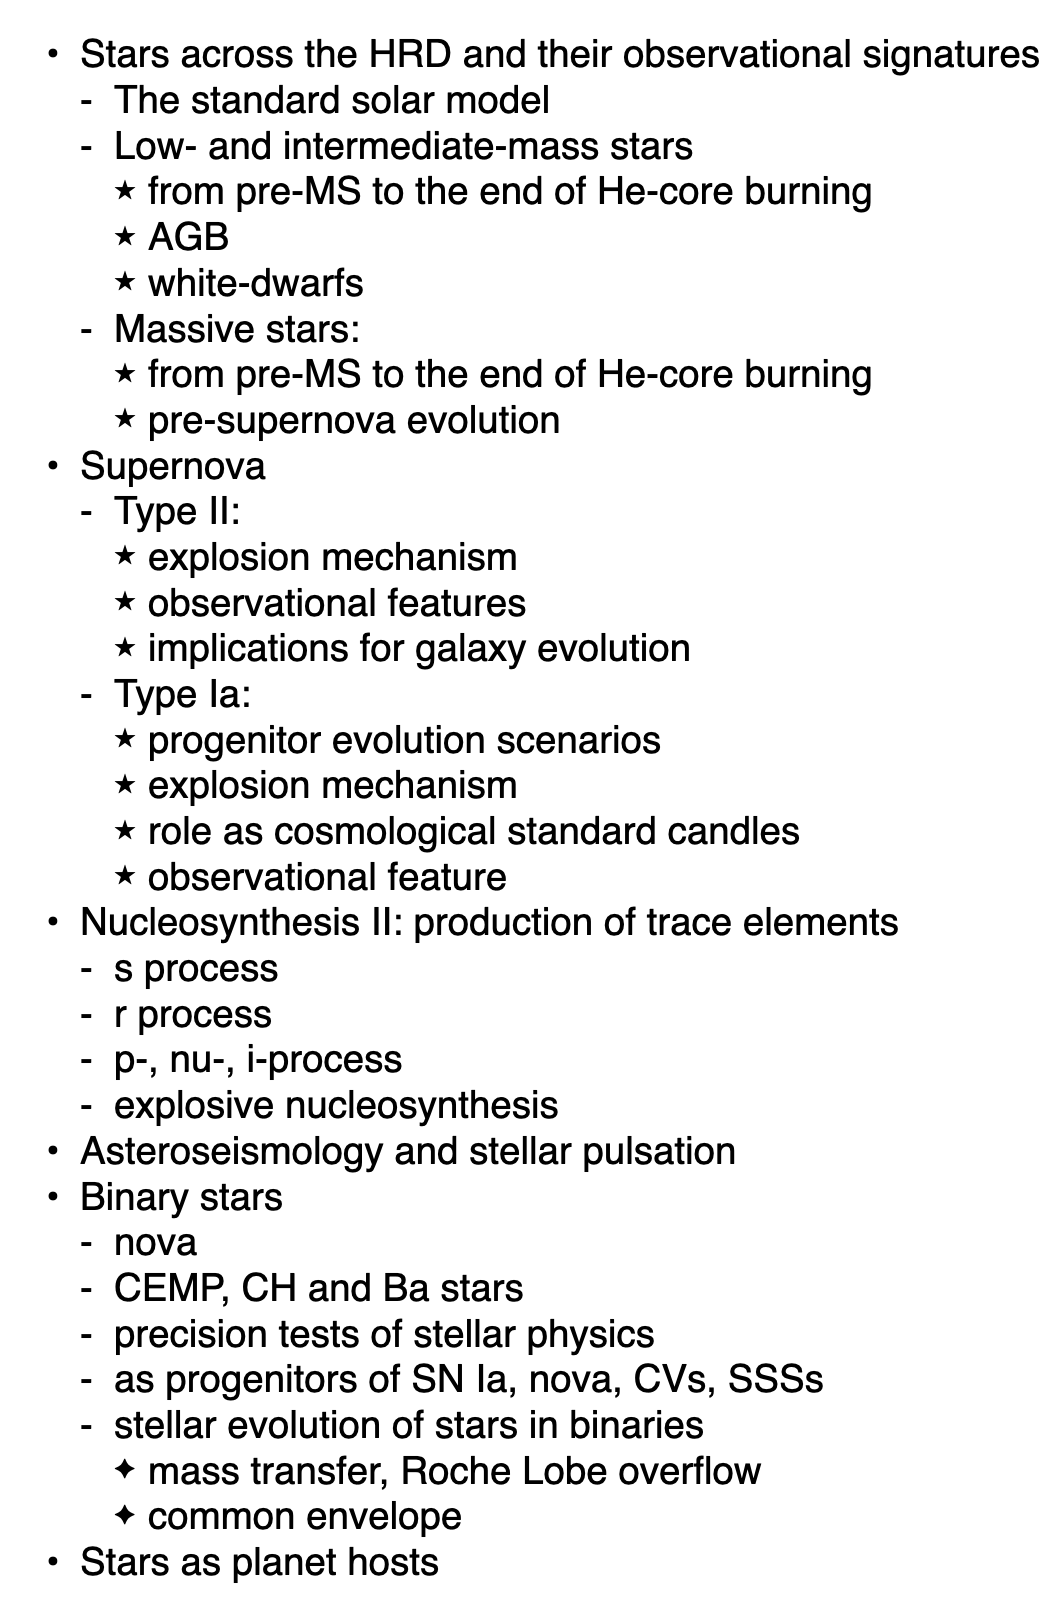 • Stars across the HRD and their observational signatures
- The standard solar model
- Low- and intermediate-mass stars
★ from pre-MS to the end of He-core burning
★ AGB
★ white-dwarfs
- Massive stars:
★ from pre-MS to the end of He-core burning
★ pre-supernova evolution
• Supernova
- Type II:
★ explosion mechanism
★ observational features
★ implications for galaxy evolution
- Type Ia:
★ progenitor evolution scenarios
★ explosion mechanism
★ role as cosmological standard candles
★ observational feature
• Nucleosynthesis II: production of trace elements
- s process
- r process
- p-, nu-, i-process
- explosive nucleosynthesis
• Asteroseismology and stellar pulsation
• Binary stars
- nova
- CEMP, CH and Ba stars
- precision tests of stellar physics
- as progenitors of SN Ia, nova, CVs, SSSs
- stellar evolution of stars in binaries
✦ mass transfer, Roche Lobe overflow
✦ common envelope
• Stars as planet hosts